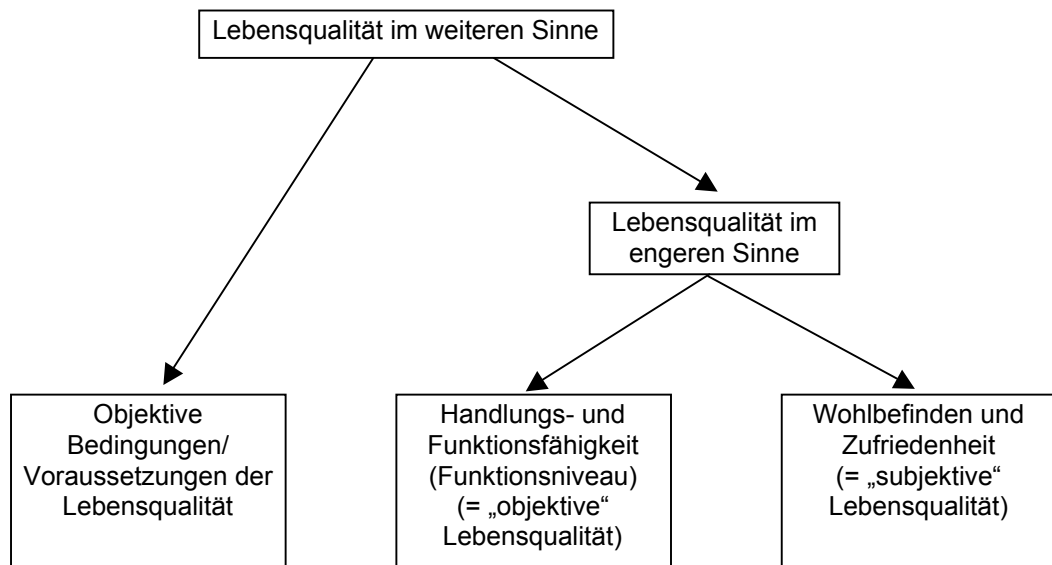 Lebensqualität im weiteren Sinne
Lebensqualität im
engeren Sinne
Objektive
Bedingungen/
Voraussetzungen der
Lebensqualität
Handlungs- und
Funktionsfähigkeit
(Funktionsniveau)
(= „objektive“
Lebensqualität)
Wohlbefinden und
Zufriedenheit
(= „subjektive“
Lebensqualität)